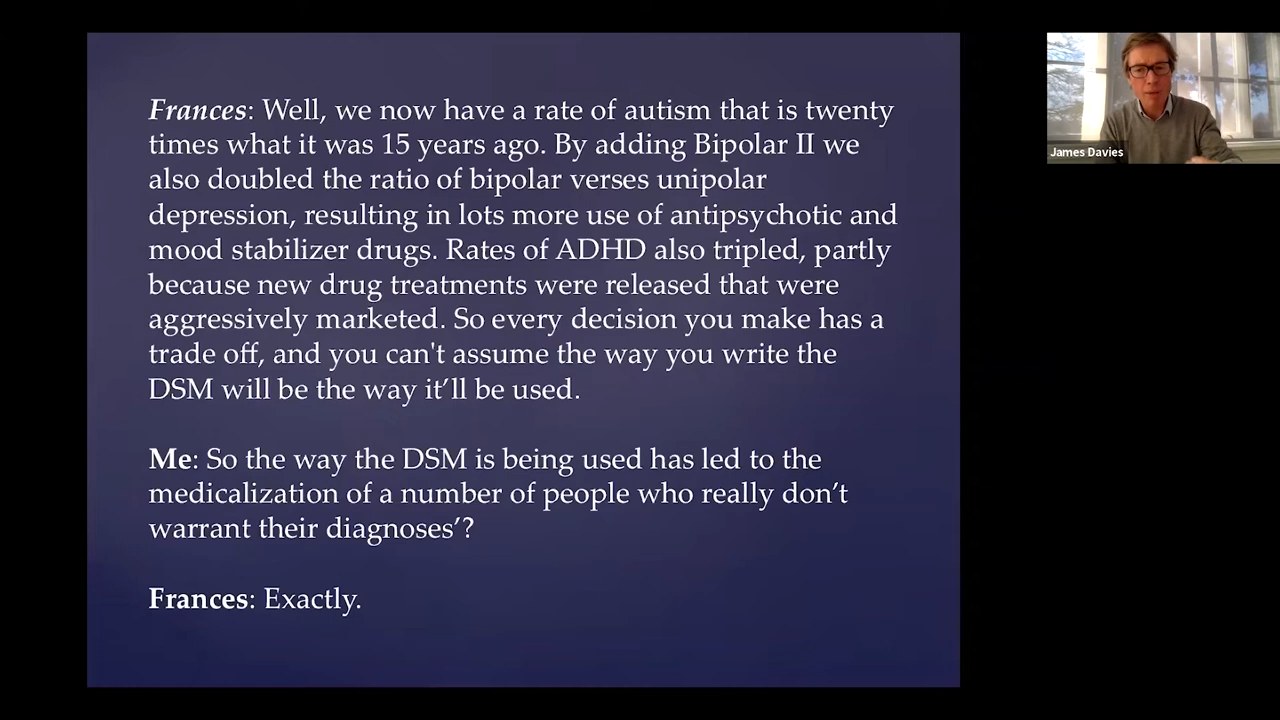 Frances: Well, we now have a rate of autism that is twenty
times what it was 15 years ago. By adding Bipolar II we
also doubled the ratio of bipolar verses unipolar
depression, resulting in lots more use of antipsychotic and
mood stabilizer drugs. Rates of ADHD also tripled, partly
because new drug treatments were released that were
aggressively marketed. So every decision you make has a
trade off, and you can't assume the way you write the
DSM will be the way it’ll be used.
Me: So the way the DSM is being used has led to the
medicalization of a number of people who really don’t
warrant their diagnoses’?
Frances: Exactly.
James Davies